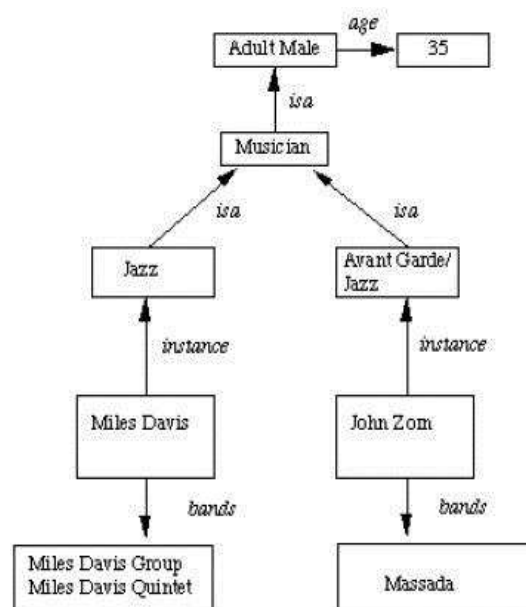 age
Adult Male
35
isa
Musician
isa
isa
Jazz
Avant Garde/
Jazz
instance
instance
Miles Davis
John Zorn
bands
bands
Miles Davis Group
Miles Davis Quintet
Massada